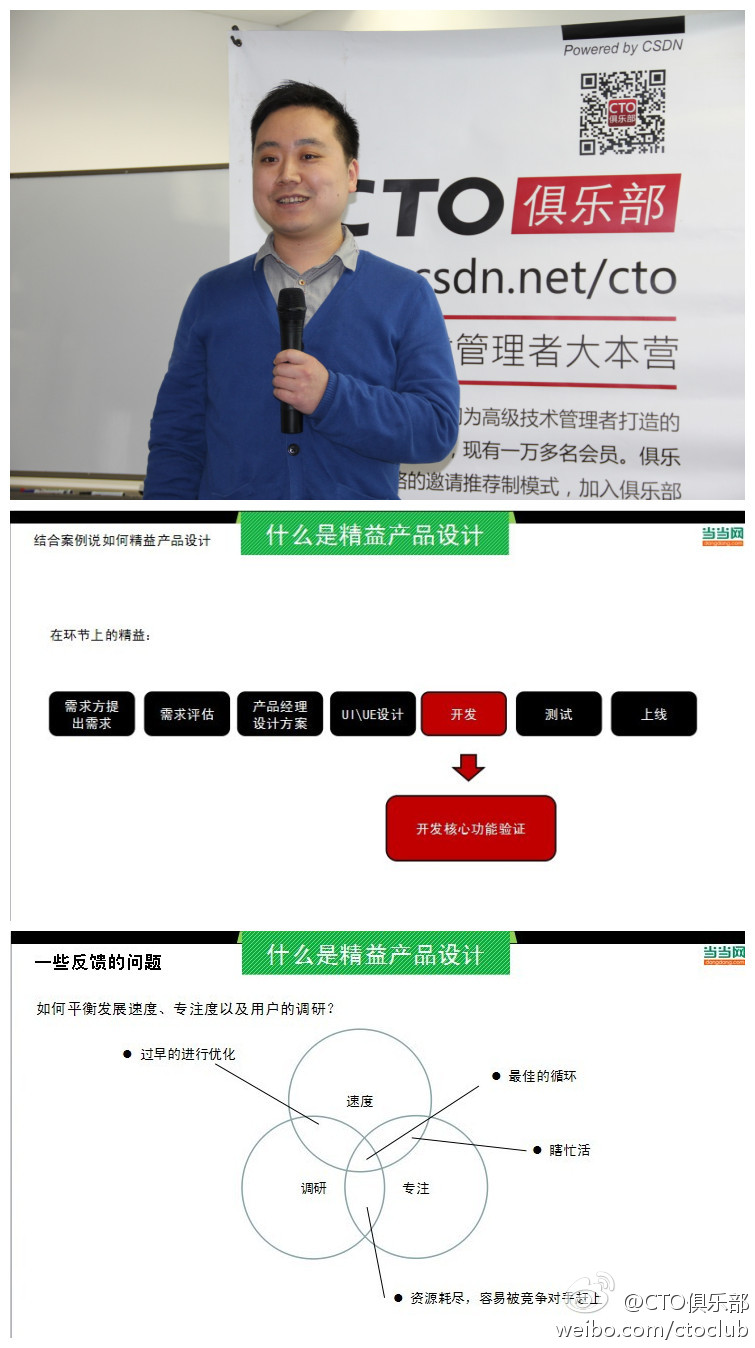 Powered by CSDN
CTO
俱乐部
CTO俱乐部
csdn.net/cto
管理者大本营
为高级技术管理者打造的
，现有一万多名会员。俱乐
的邀请推荐制模式，加入俱乐部
什么是精益产品设计
结合案例说如何精益产品设计
当当网
dangdang.com
在环节上的精益：
需求方提
出需求
需求评估
产品经理
设计方案
UI\UE设计
开发
测试
上线
开发核心功能验证
什么是精益产品设计
一些反馈的问题
当当网
dangdang.com
如何平衡发展速度、专注度以及用户的调研？
过早的进行优化
最佳的循环
速度
瞎忙活
调研
专注
资源耗尽，容易被竞争对手赶上
@CTO俱乐部
weibo.com/ctoclub